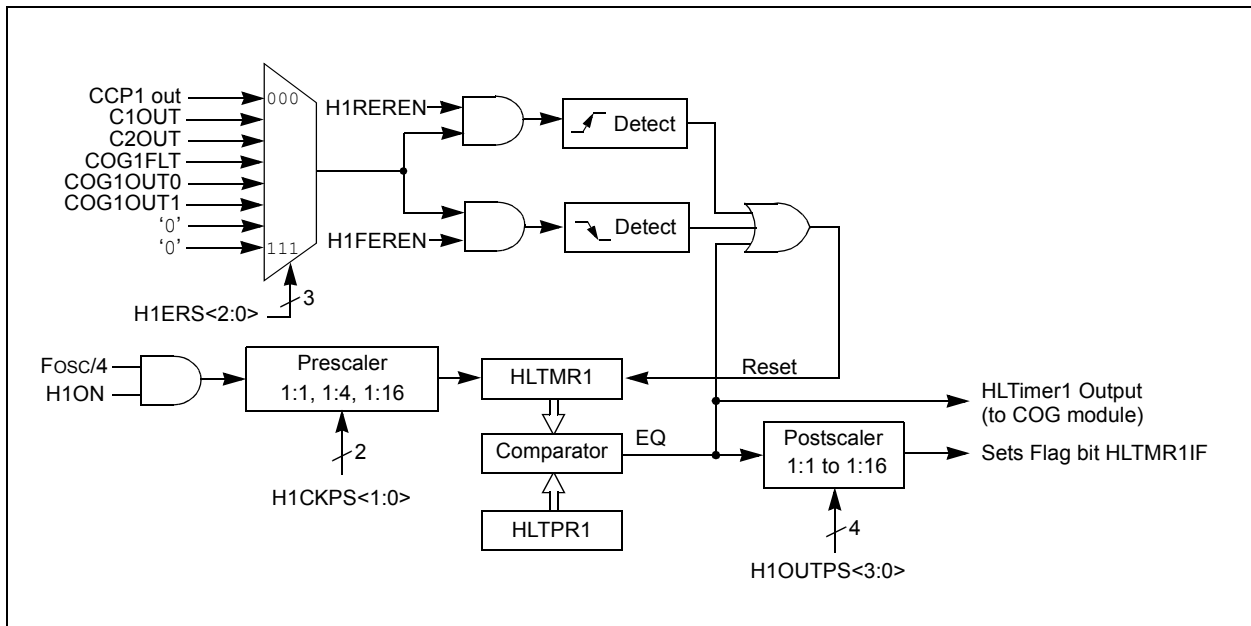 CCP1 out
C1OUT
C2OUT
COG1FLT
COG1OUT0
COG1OUT1
‘0’
‘0’
000
111
H1ERS<2:0>
3
H1REREN
H1FEREN
Detect
Detect
FOSC/4
H1ON
Prescaler
1:1, 1:4, 1:16
2
H1CKPS<1:0>
HLTMR1
Reset
Comparator
EQ
HLTPR1
HLTimer1 Output
(to COG module)
Postscaler
1:1 to 1:16
Sets Flag bit HLTMR1IF
4
H1OUTPS<3:0>